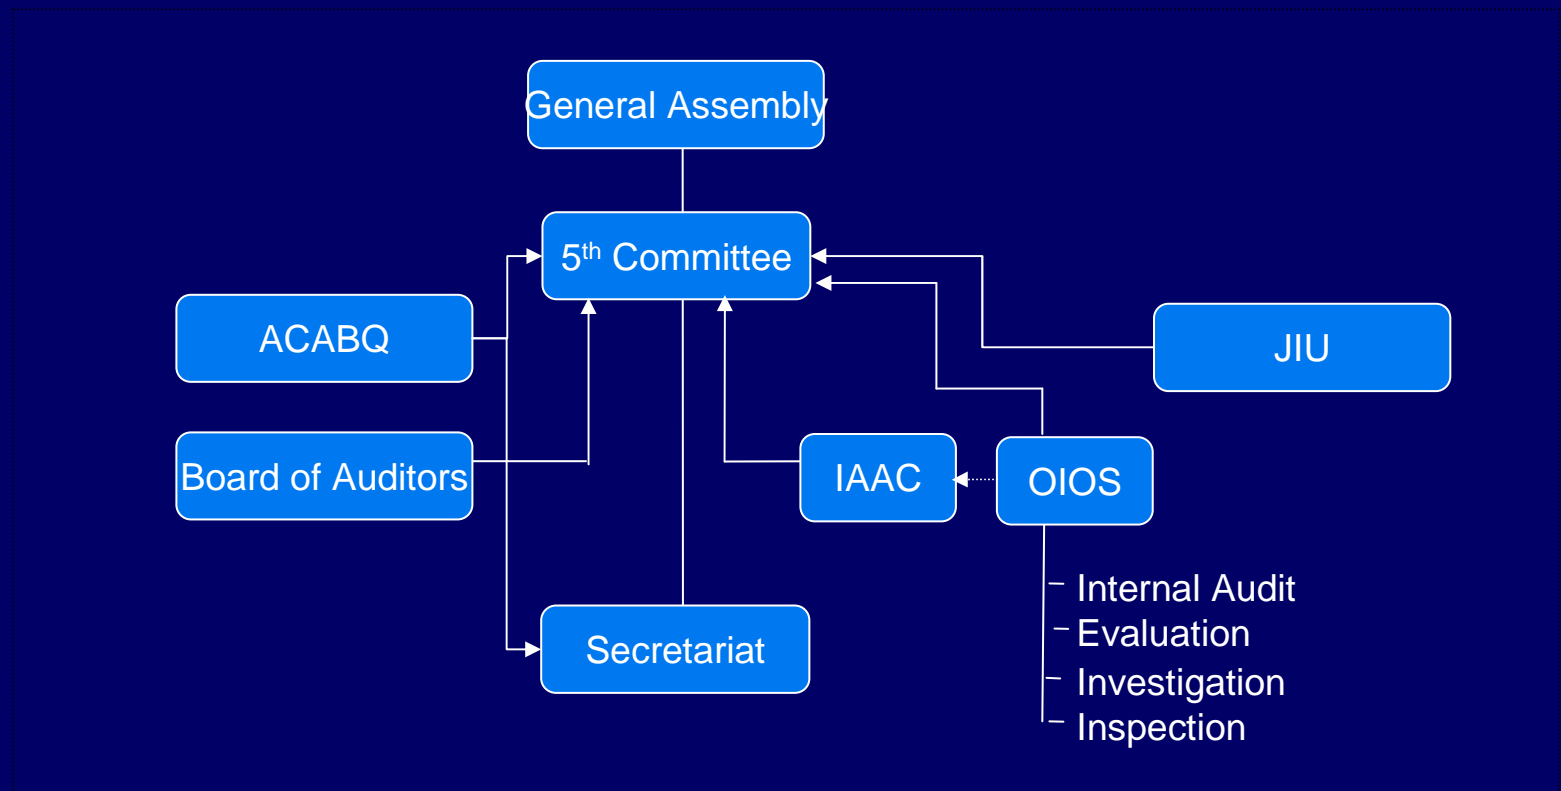 General Assembly
5th Committee
ACABQ
JIU
Board of Auditors
IAAC
OIOS
Secretariat
Internal Audit
Evaluation
Investigation
Inspection